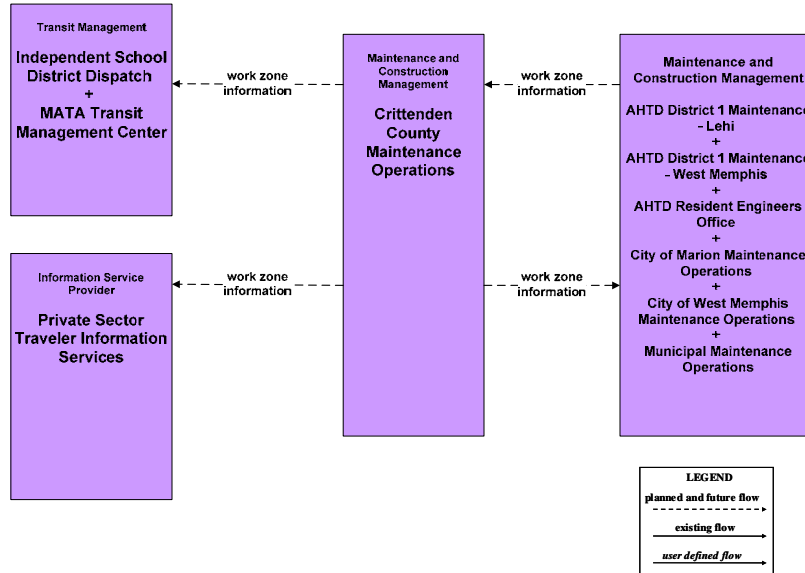 Transit Management
Independent School
District Dispatch
+
MATA Transit
Management Center
work zone
information
Maintenance and
Construction
Management
Crittenden
County
Maintenance
Operations
work zone
information
Maintenance and
Construction Management
AHTD District 1 Maintenance
– Lehi
+
AHTD District 1 Maintenance
– West Memphis
+
AHTD Resident Engineers
Office
+
City of Marion Maintenance
Operations
+
City of West Memphis
Maintenance Operations
+
Municipal Maintenance
Operations
Information Service
Provider
Private Sector
Traveler Information
Services
work zone
information
work zone
information
LEGEND
planned and future flow
existing flow
user defined flow